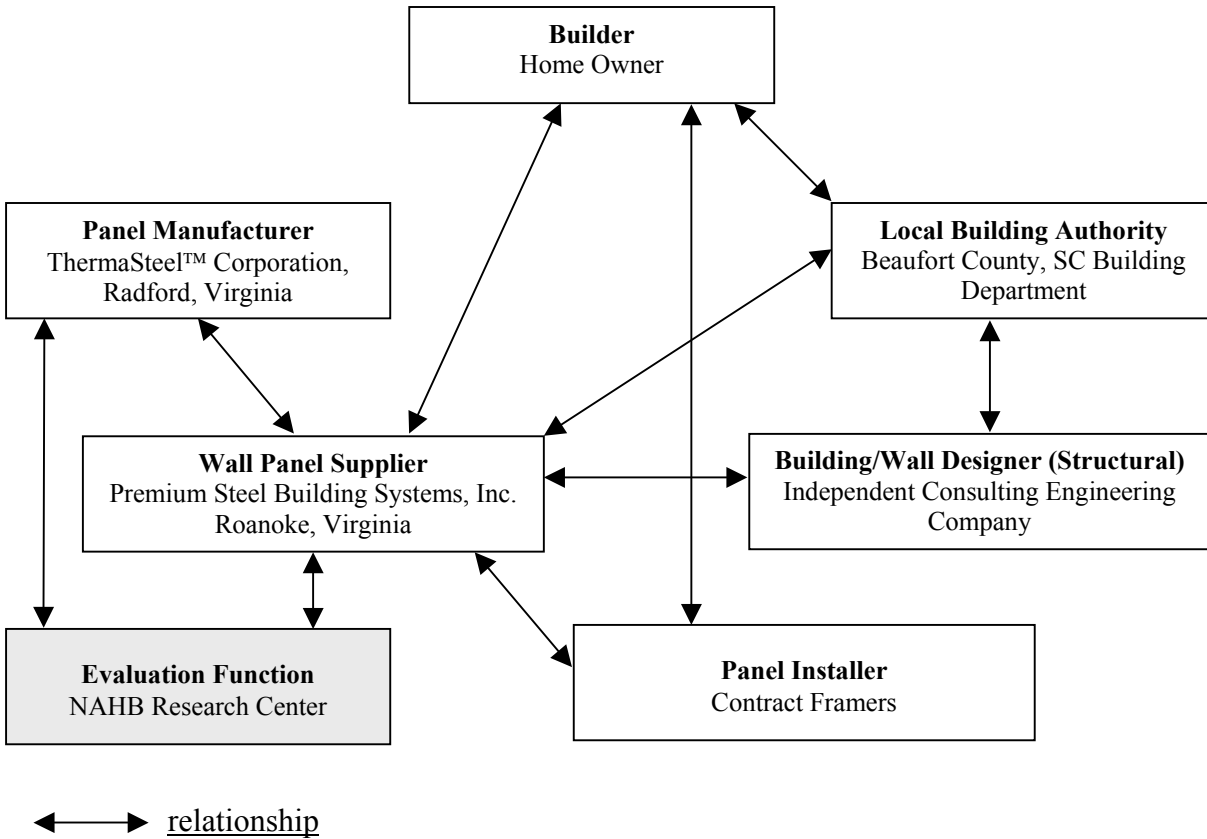 Builder
Home Owner
Panel Manufacturer
ThermaSteel™ Corporation,
Radford, Virginia
Local Building Authority
Beaufort County, SC Building
Department
Wall Panel Supplier
Premium Steel Building Systems, Inc.
Roanoke, Virginia
Building/Wall Designer (Structural)
Independent Consulting Engineering
Company
Evaluation Function
NAHB Research Center
Panel Installer
Contract Framers
relationship